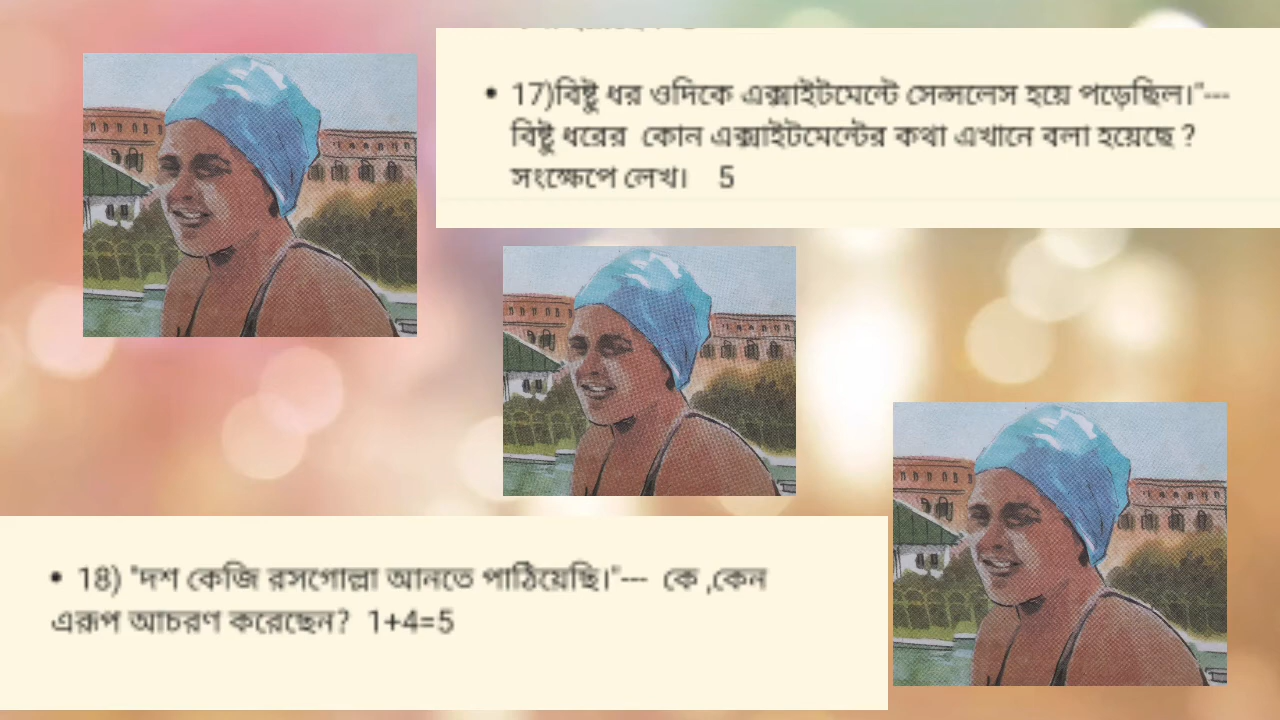 • 17)বিষ্টু ধর ওদিকে এক্সাইটমেন্টে সেন্সলেস হয়ে পড়েছিল।"---
বিষ্টু ধরের কোন এক্সাইটমেন্টের কথা এখানে বলা হয়েছে ?
সংক্ষেপে লেখ। 5
• 18) "দশ কেজি রসগোল্লা আনতে পাঠিয়েছি।"--- কে ,কেন
এরূপ আচরণ করেছেন? 1+4=5